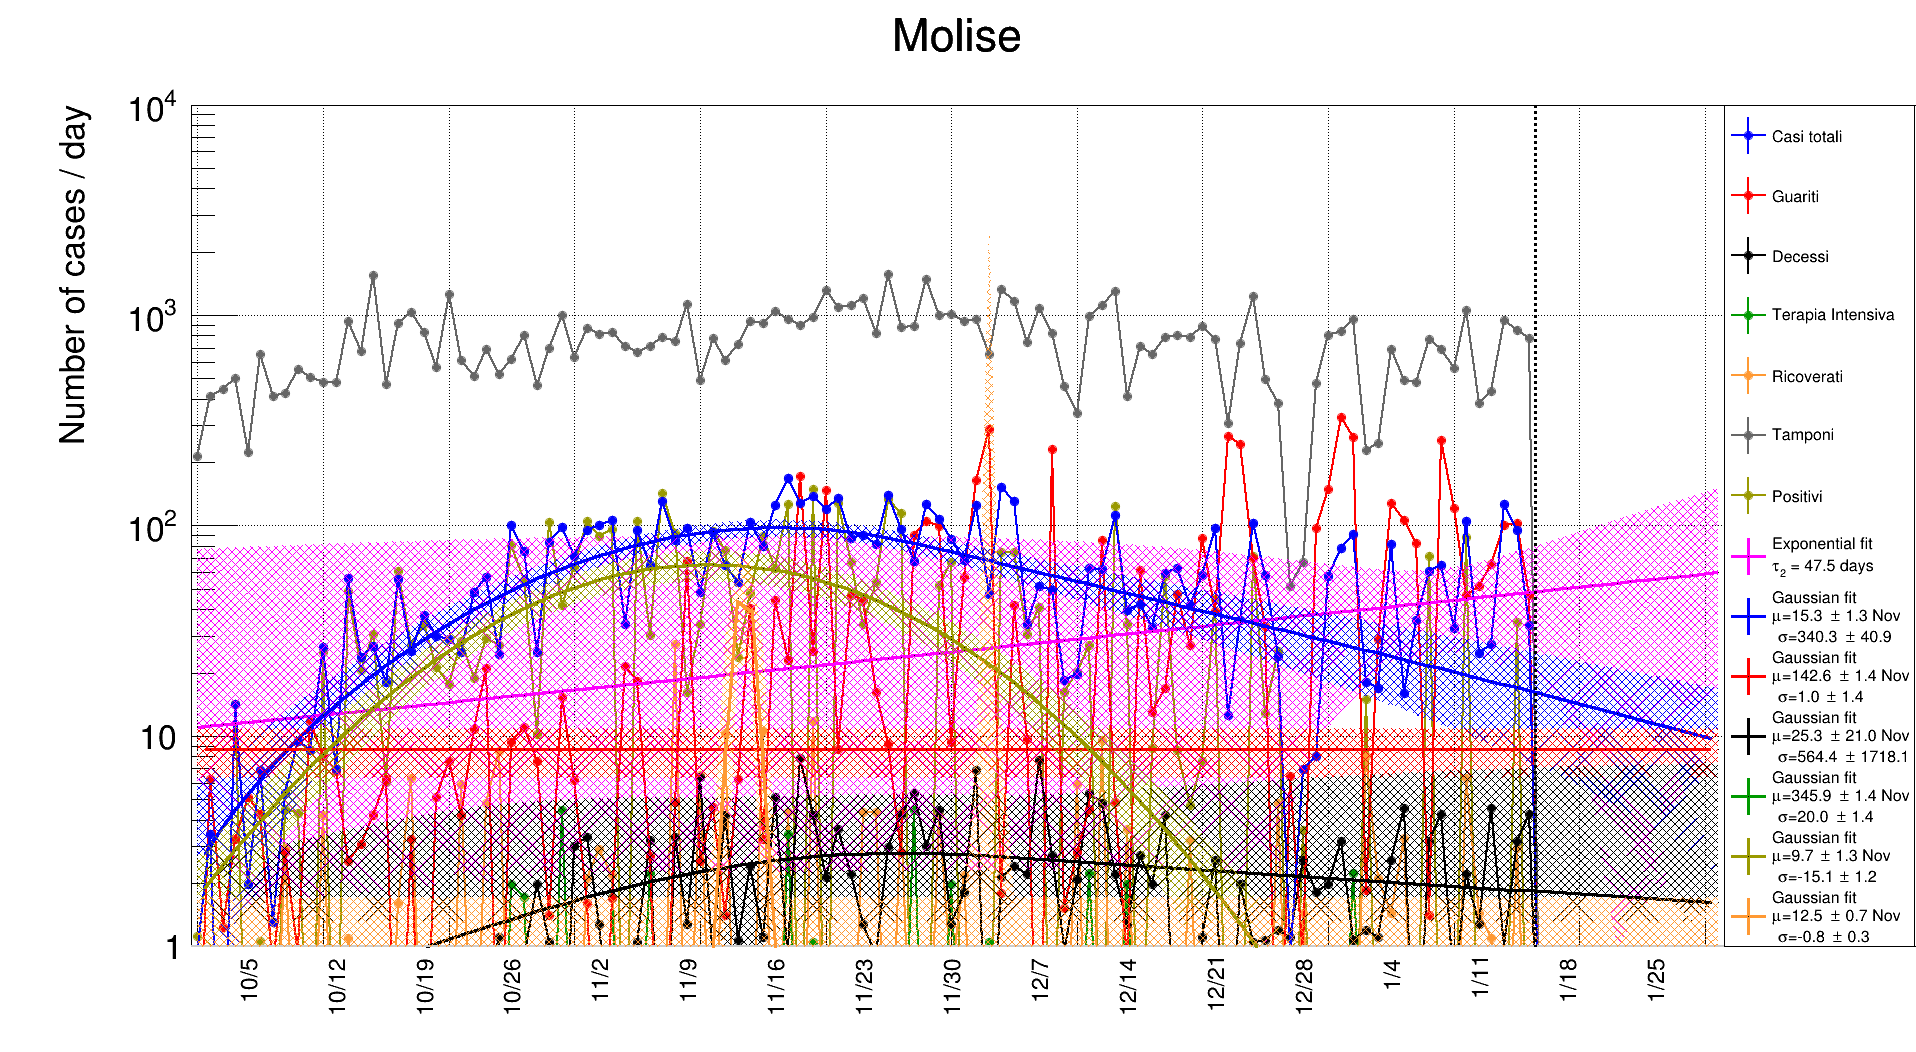 Molise
Number of cases / day
10⁴
10³
10²
10
1
10/5
10/12
10/19
10/26
11/2
11/9
11/16
11/23
11/30
12/7
12/14
12/21
12/28
1/4
1/11
1/18
1/25
Casi totali
Guariti
Decessi
Terapia Intensiva
Ricoverati
Tamponi
Positivi
Exponential fit
τ₂ = 47.5 days
Gaussian fit
μ=15.3 ± 1.3 Nov
σ=340.3 ± 40.9
Gaussian fit
μ=142.6 ± 1.4 Nov
σ=1.0 ± 1.4
Gaussian fit
μ=25.3 ± 21.0 Nov
σ=564.4 ± 1718.1
Gaussian fit
μ=345.9 ± 1.4 Nov
σ=20.0 ± 1.4
Gaussian fit
μ=9.7 ± 1.3 Nov
σ=-15.1 ± 1.2
Gaussian fit
μ=12.5 ± 0.7 Nov
σ=-0.8 ± 0.3